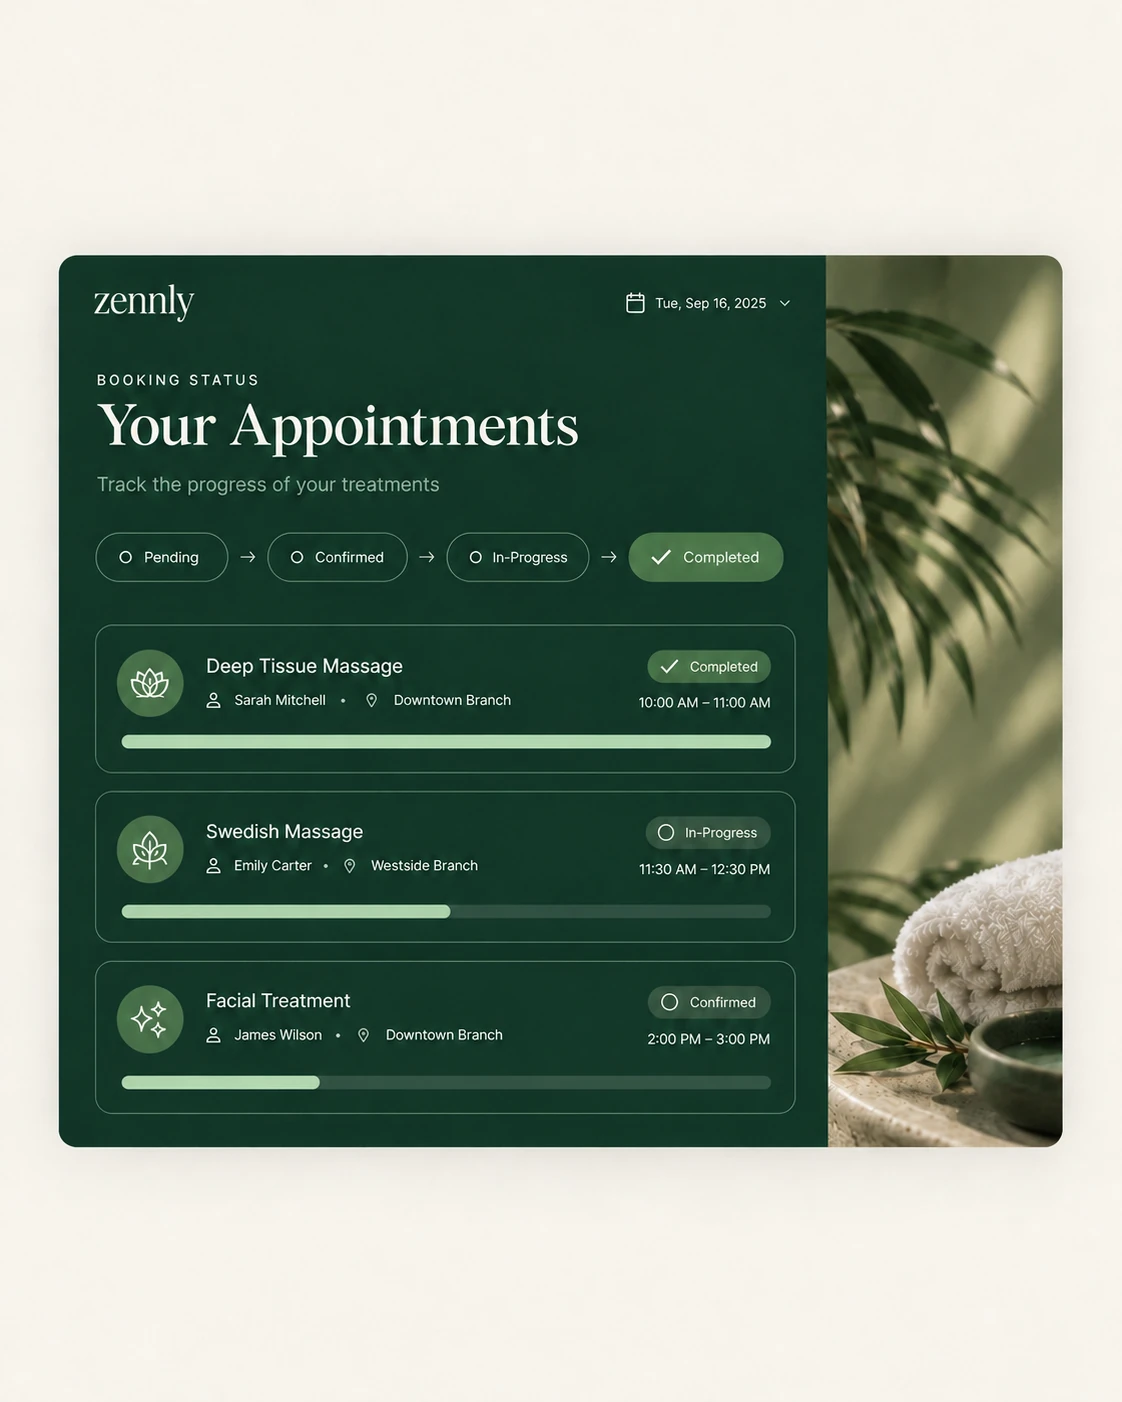 zennly
Tue, Sep 16, 2025
BOOKING STATUS
Your Appointments
Track the progress of your treatments
Pending → Confirmed → In-Progress → Completed
Deep Tissue Massage
Completed
Sarah Mitchell • Downtown Branch
10:00 AM – 11:00 AM
Swedish Massage
In-Progress
Emily Carter • Westside Branch
11:30 AM – 12:30 PM
Facial Treatment
Confirmed
James Wilson • Downtown Branch
2:00 PM – 3:00 PM